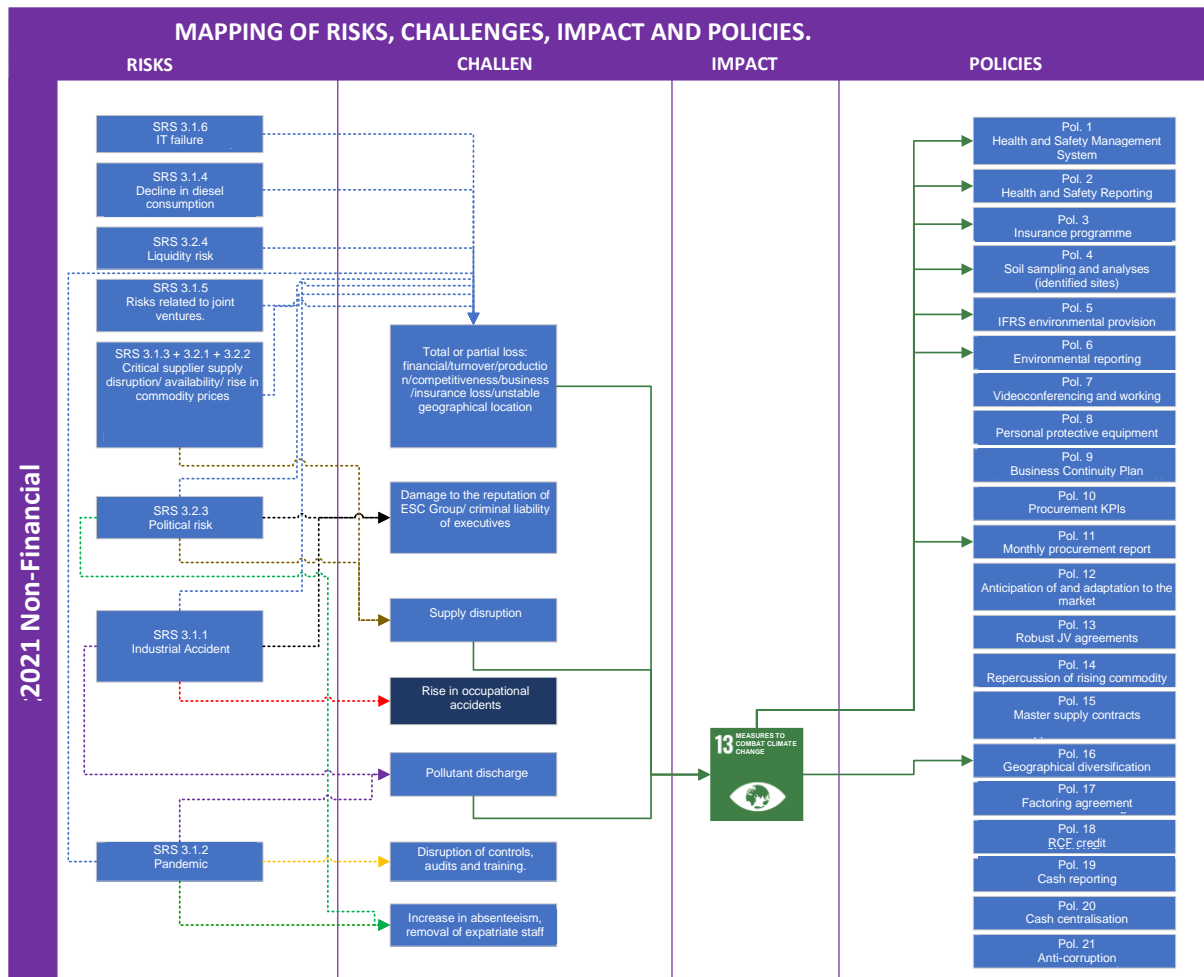 MAPPING OF RISKS, CHALLENGES, IMPACT AND POLICIES.
RISKS
CHALLEN
IMPACT
POLICIES
:2021 Non-Financial
SRS 3.1.6
IT failure
SRS 3.1.4
Decline in diesel
consumption
SRS 3.2.4
Liquidity risk
SRS 3.1.5
Risks related to joint
ventures.
SRS 3.1.3 + 3.2.1 + 3.2.2
Critical supplier supply
disruption/ availability/ rise in
commodity prices
SRS 3.2.3
Political risk
SRS 3.1.1
Industrial Accident
SRS 3.1.2
Pandemic
Total or partial loss:
financial/turnover/productio
n/competitiveness/business
/insurance loss/unstable
geographical location
Damage to the reputation of
ESC Group/ criminal liability
of executives
Supply disruption
Rise in occupational
accidents
Pollutant discharge
Disruption of controls,
audits and training.
Increase in absenteeism,
removal of expatriate staff
13 MEASURES TO
COMBAT CLIMATE
CHANGE
Pol. 1
Health and Safety Management
System
Pol. 2
Health and Safety Reporting
Pol. 3
Insurance programme
Pol. 4
Soil sampling and analyses
(identified sites)
Pol. 5
IFRS environmental provision
Pol. 6
Environmental reporting
Pol. 7
Videoconferencing and working
Pol. 8
Personal protective equipment
Pol. 9
Business Continuity Plan
Pol. 10
Procurement KPIs
Pol. 11
Monthly procurement report
Pol. 12
Anticipation of and adaptation to the
market
Pol. 13
Robust JV agreements
Pol. 14
Repercussion of rising commodity
Pol. 15
Master supply contracts
Pol. 16
Geographical diversification
Pol. 17
Factoring agreement
Pol. 18
RCF credit
Pol. 19
Cash reporting
Pol. 20
Cash centralisation
Pol. 21
Anti-corruption